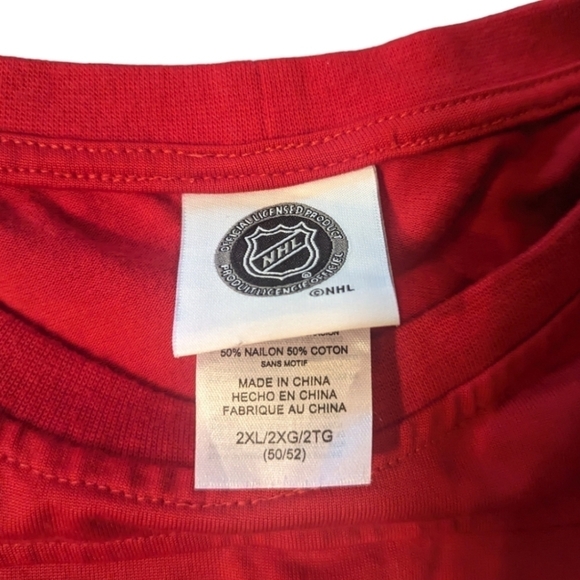 OFFICIAL LICENSED PRODUCT
NHL
®
PRODUIT LICENCIÉ OFFICIEL
©NHL
50% NAILON 50% COTON
SANS MOTIF
MADE IN CHINA
HECHO EN CHINA
FABRIQUE AU CHINA
2XL/2XG/2TG
(50/52)